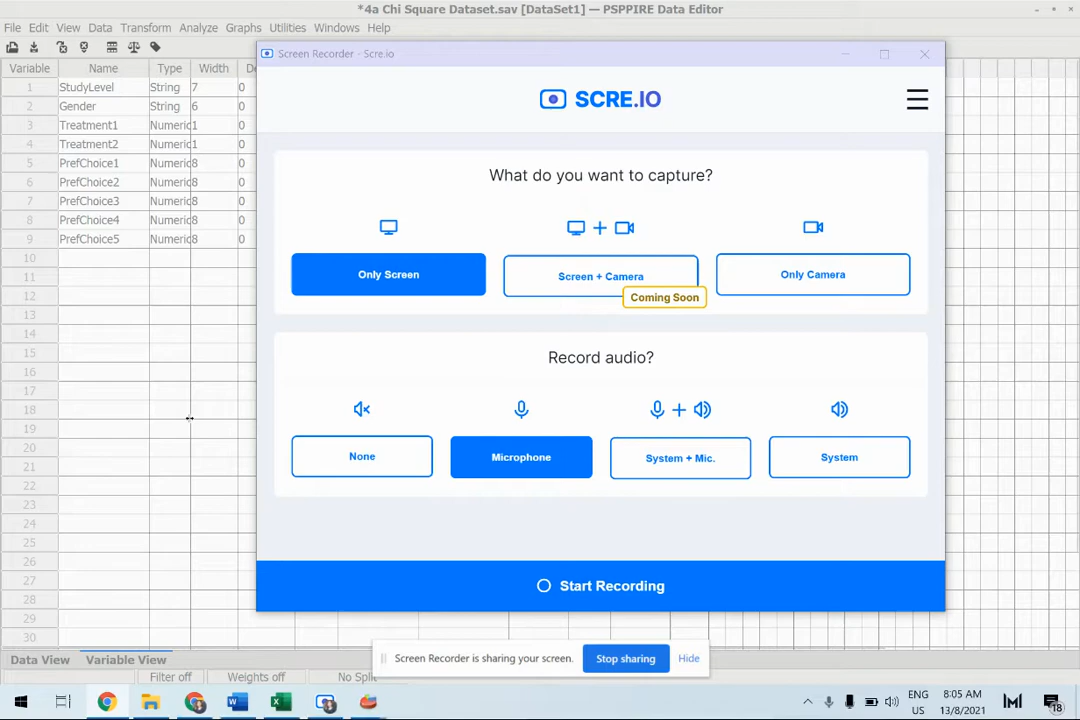 *4a Chi Square Dataset.sav [DataSet1] — PSPPIRE Data Editor
File Edit View Data Transform Analyze Graphs Utilities Windows Help
Variable Name Type Width
1 StudyLevel String 7 0
2 Gender String 6 0
3 Treatment1 Numeric 1 0
4 Treatment2 Numeric 1 0
5 PrefChoice1 Numeric 8 0
6 PrefChoice2 Numeric 8 0
7 PrefChoice3 Numeric 8 0
8 PrefChoice4 Numeric 8 0
9 PrefChoice5 Numeric 8 0
10
11
12
13
14
15
16
17
18
19
20
21
22
23
24
25
26
27
28
29
30
Data View Variable View
Filter off Weights off No Split
Screen Recorder - Scre.io
SCRE.IO
What do you want to capture?
Only Screen Screen + Camera Only Camera
Coming Soon
Record audio?
None Microphone System + Mic. System
Start Recording
Screen Recorder is sharing your screen. Stop sharing Hide
ENG 8:05 AM
US 13/8/2021 18